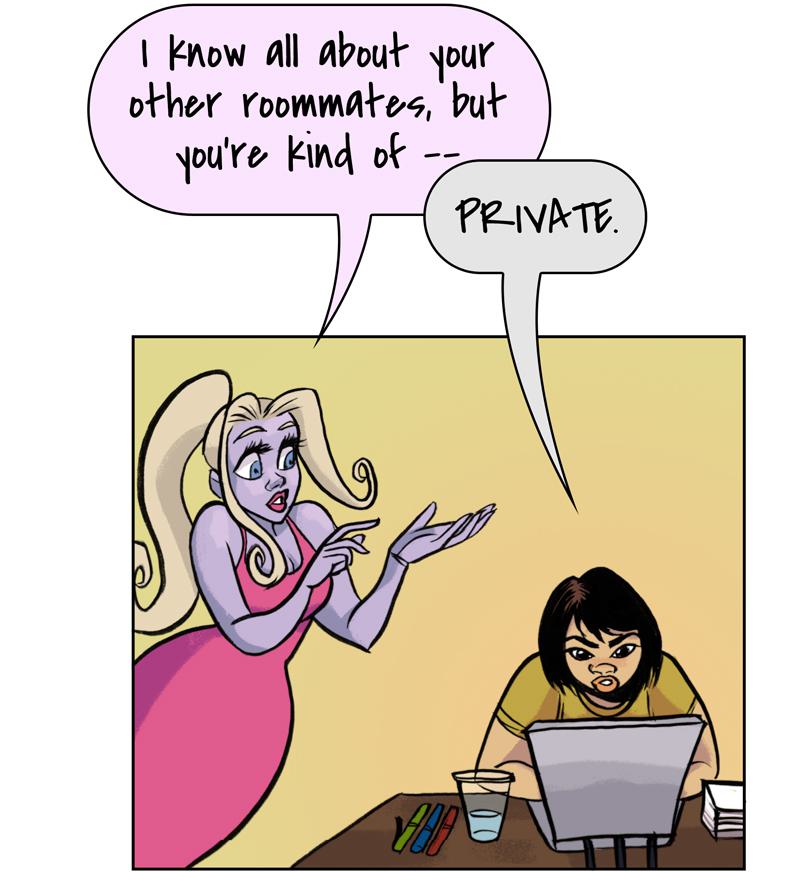 I know all about your
other roommates, but
you're kind of --
PRIVATE.